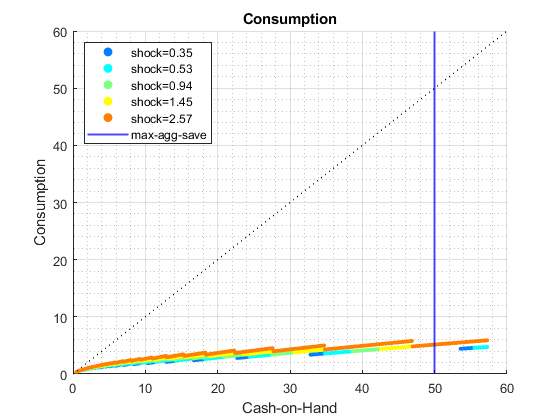 Consumption
60
50
40
30
20
10
0
Consumption
shock=0.35
shock=0.53
shock=0.94
shock=1.45
shock=2.57
max-agg-save
0 10 20 30 40 50 60
Cash-on-Hand